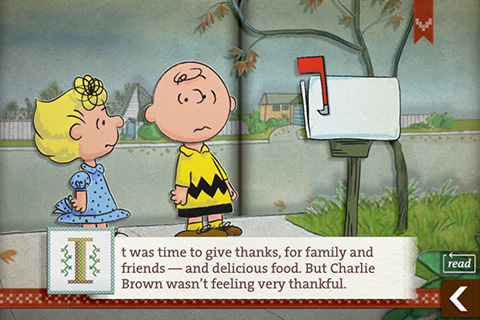 It was time to give thanks, for family and
friends — and delicious food. But Charlie
Brown wasn't feeling very thankful.
read